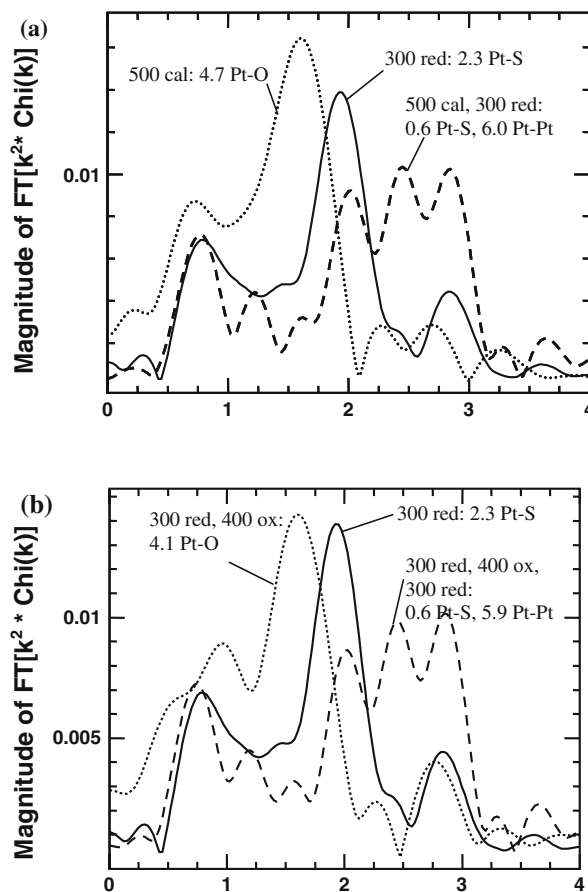 (a)
500 cal: 4.7 Pt-O
300 red: 2.3 Pt-S
500 cal, 300 red:
0.6 Pt-S, 6.0 Pt-Pt
0.01
Magnitude of FT[k2* Chi(k)]
0 1 2 3 4
(b)
300 red, 400 ox:
4.1 Pt-O
300 red: 2.3 Pt-S
300 red, 400 ox,
300 red:
0.6 Pt-S, 5.9 Pt-Pt
0.01
0.005
Magnitude of FT[k2 * Chi(k)]
0 1 2 3 4